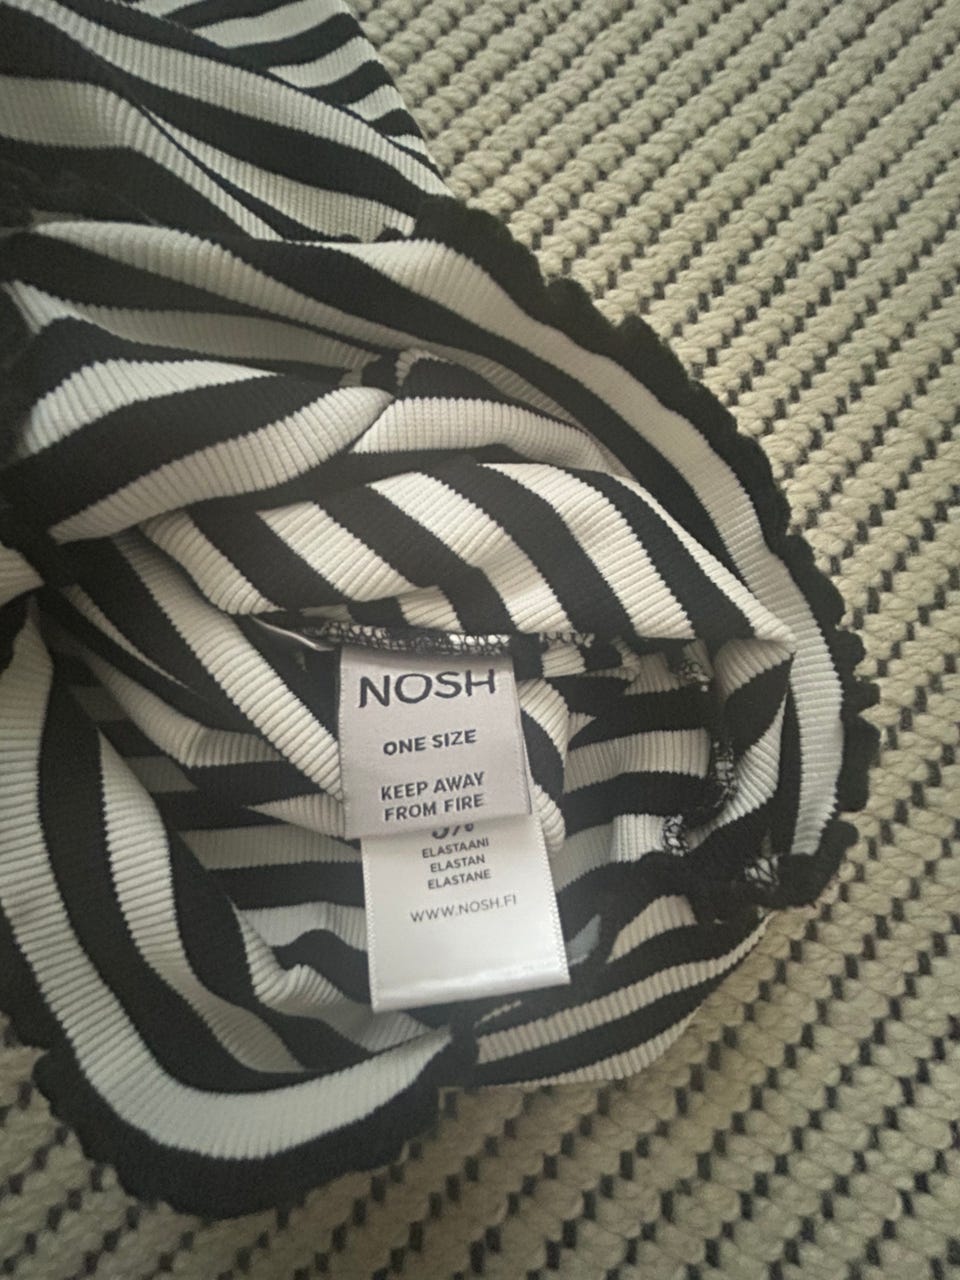 NOSH
ONE SIZE
KEEP AWAY
FROM FIRE
ELASTAANI
ELASTAN
ELASTANE
WWW.NOSH.FI